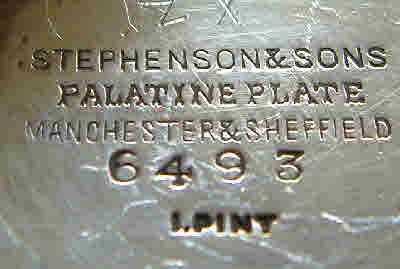 STEPHENSON & SONS
PALATINE PLATE
MANCHESTER & SHEFFIELD
6493
1.PINT